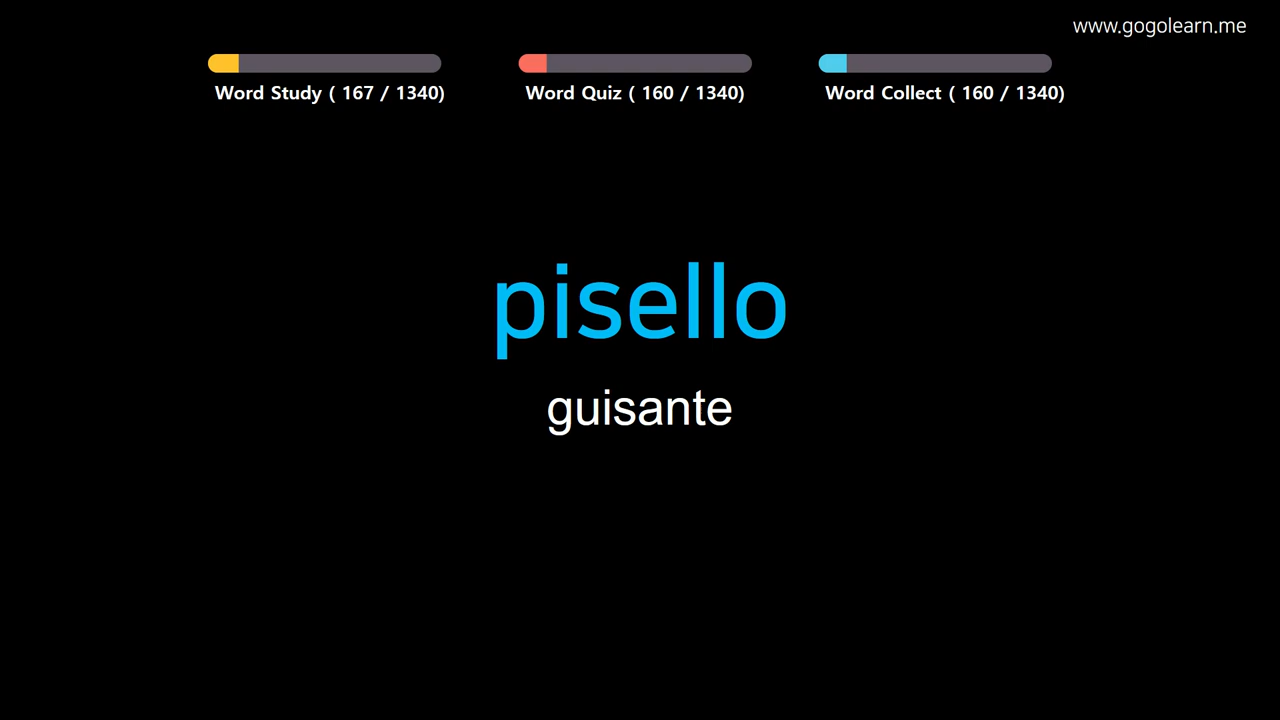 www.gogolearn.me
Word Study ( 167 / 1340)
Word Quiz ( 160 / 1340)
Word Collect ( 160 / 1340)
pisello
guisante